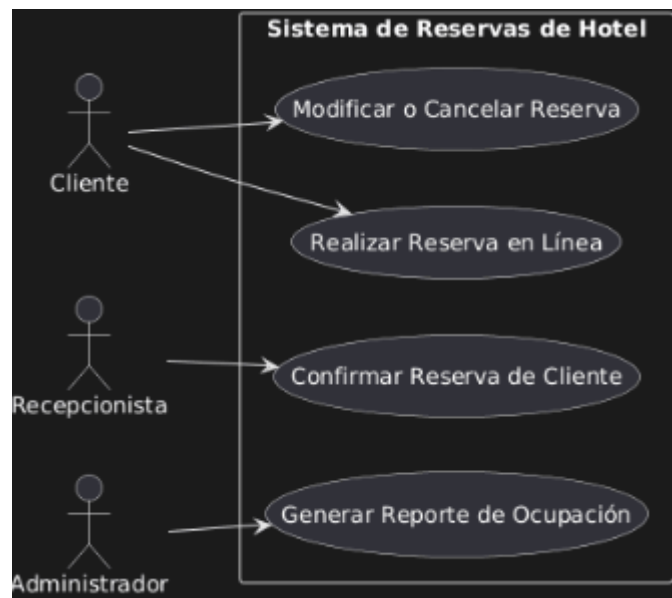 Sistema de Reservas de Hotel
Modificar o Cancelar Reserva
Cliente
Realizar Reserva en Línea
Confirmar Reserva de Cliente
Recepcionista
Generar Reporte de Ocupación
Administrador